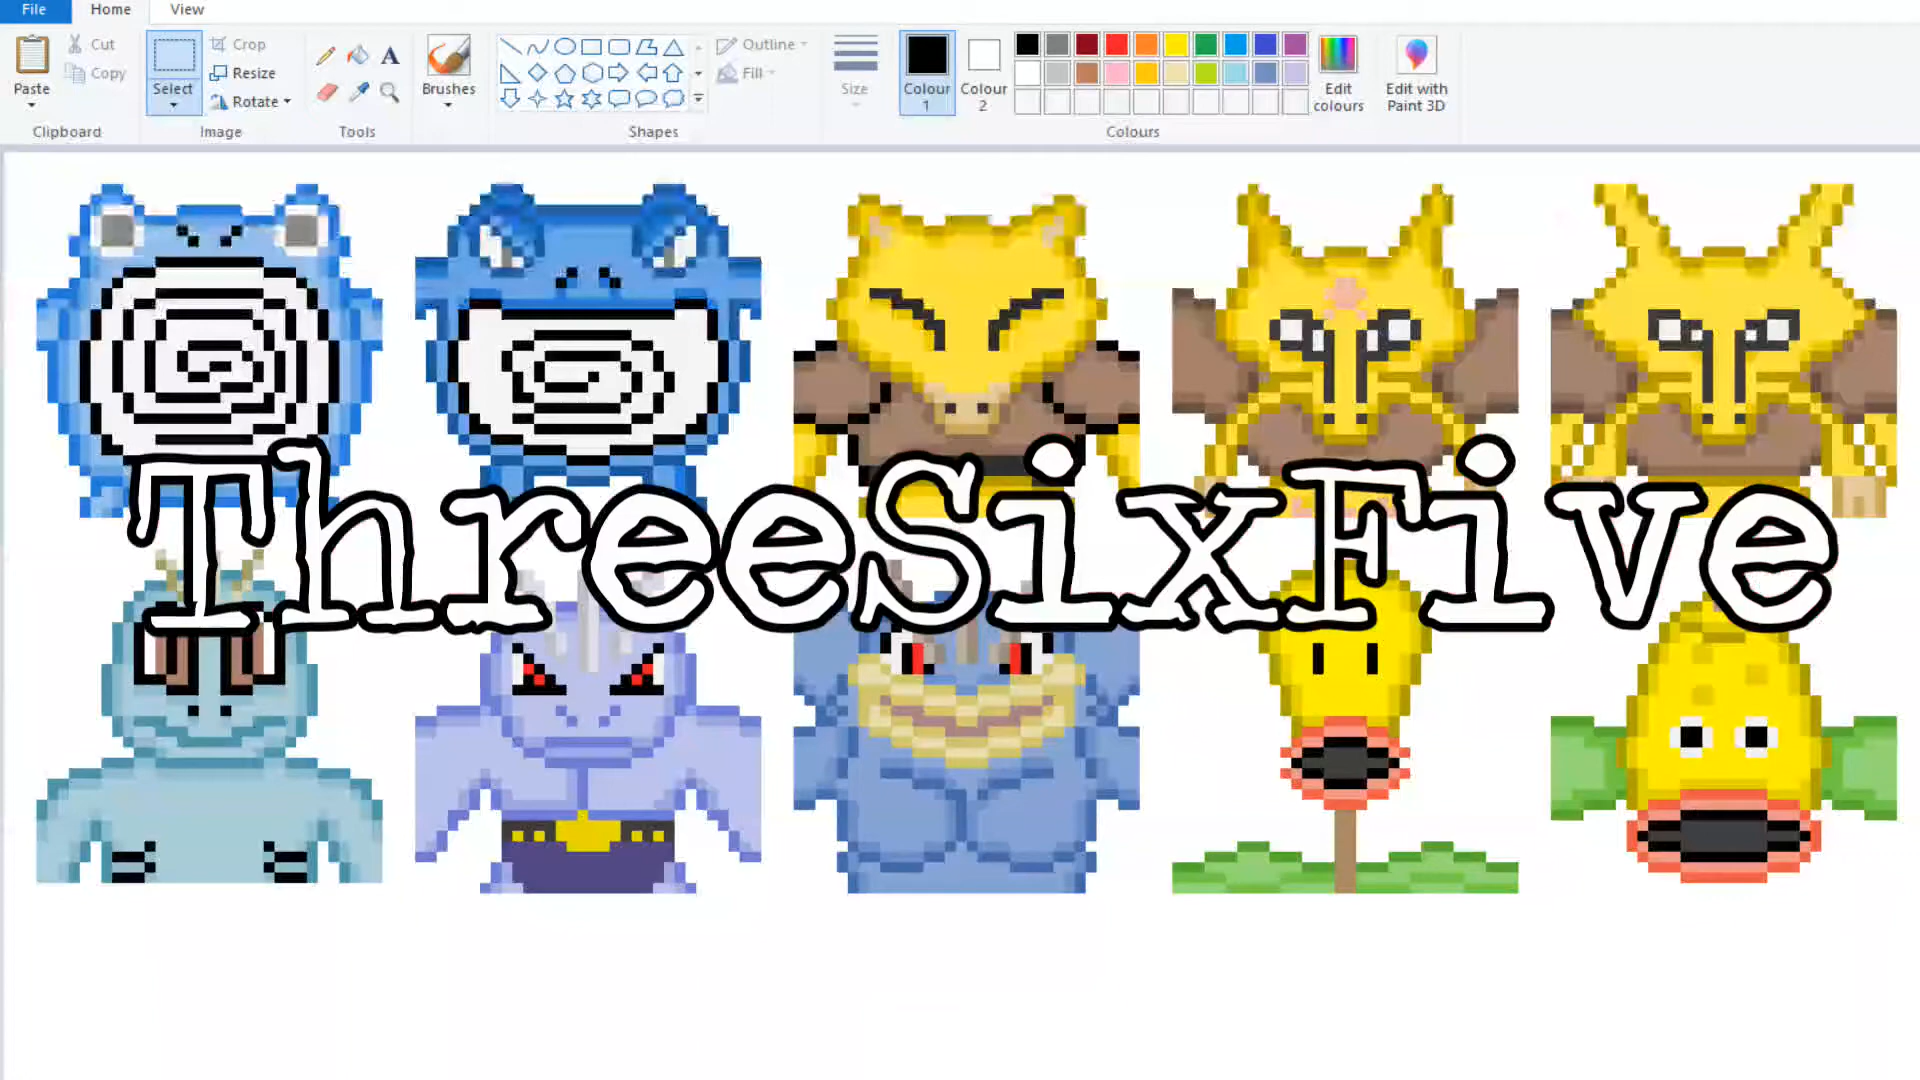 File Home View
Paste
Cut
Copy
Clipboard
Select
Crop
Resize
Rotate
Image
A
Tools
Brushes
Shapes
Outline
Fill
Size
Colour 1
Colour 2
Colours
Edit colours
Edit with Paint 3D
ThreeSixFive